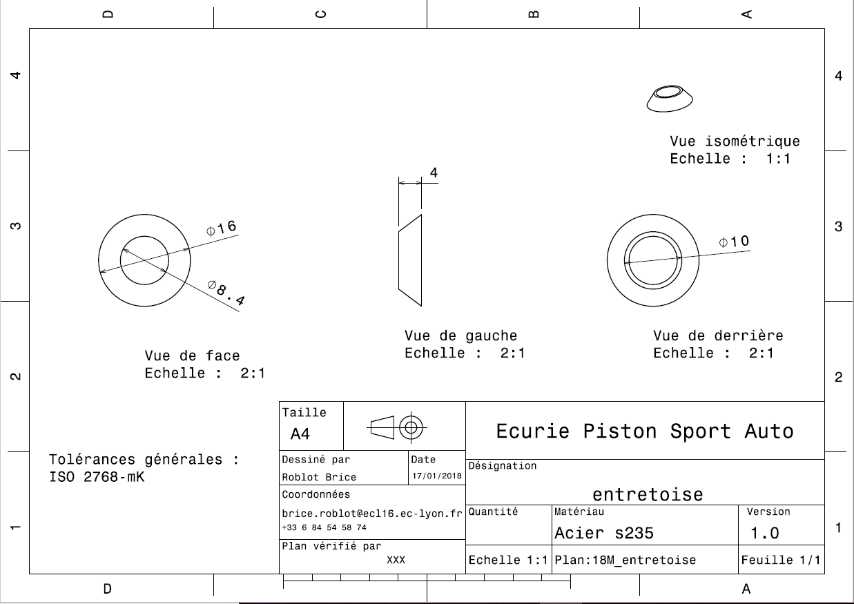 D C B A
4 4
Vue isométrique
Echelle : 1:1
4
3 3
⌀16
⌀10
⌀8.4
Vue de gauche
Echelle : 2:1
Vue de derrière
Echelle : 2:1
Vue de face
Echelle : 2:1
2 2
Taille
A4
Ecurie Piston Sport Auto
Tolérances générales :
ISO 2768-mK
Dessiné par
Roblot Brice
Date
17/01/2018
Désignation
entretoise
Coordonnées
brice.roblot@ecl16.ec-lyon.fr
+33 6 84 54 58 74
Quantité
Matériau
Acier s235
Version
1.0
1 1
Plan vérifié par
XXX
Echelle 1:1
Plan:18M_entretoise
Feuille 1/1
D A